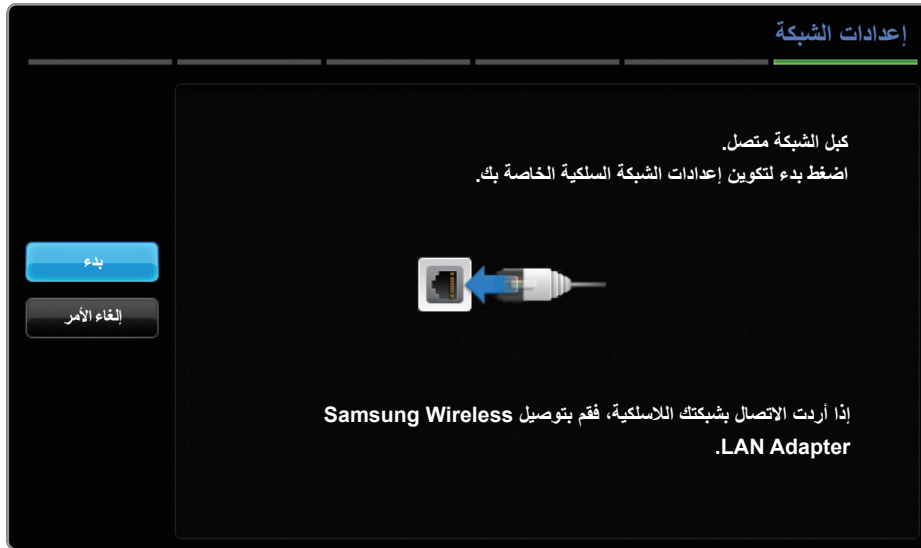 إعدادات الشبكة
كبل الشبكة متصل.
اضغط بدء لتكوين إعدادات الشبكة السلكية الخاصة بك.
بدء
إلغاء الأمر
إذا أردت الاتصال بشبكتك اللاسلكية، فقم بتوصيل Samsung Wireless
LAN Adapter.